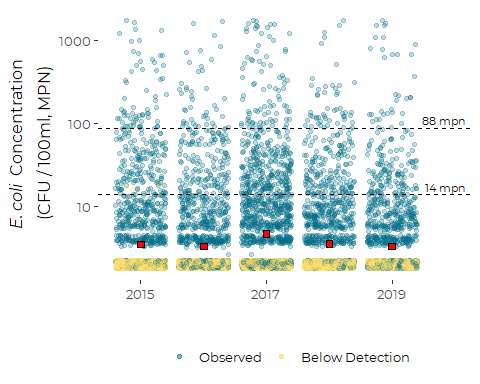 E.coli Concentration
(CFU / 100ml, MPN)
1000
100
10
88 mpn
14 mpn
2015
2017
2019
Observed
Below Detection